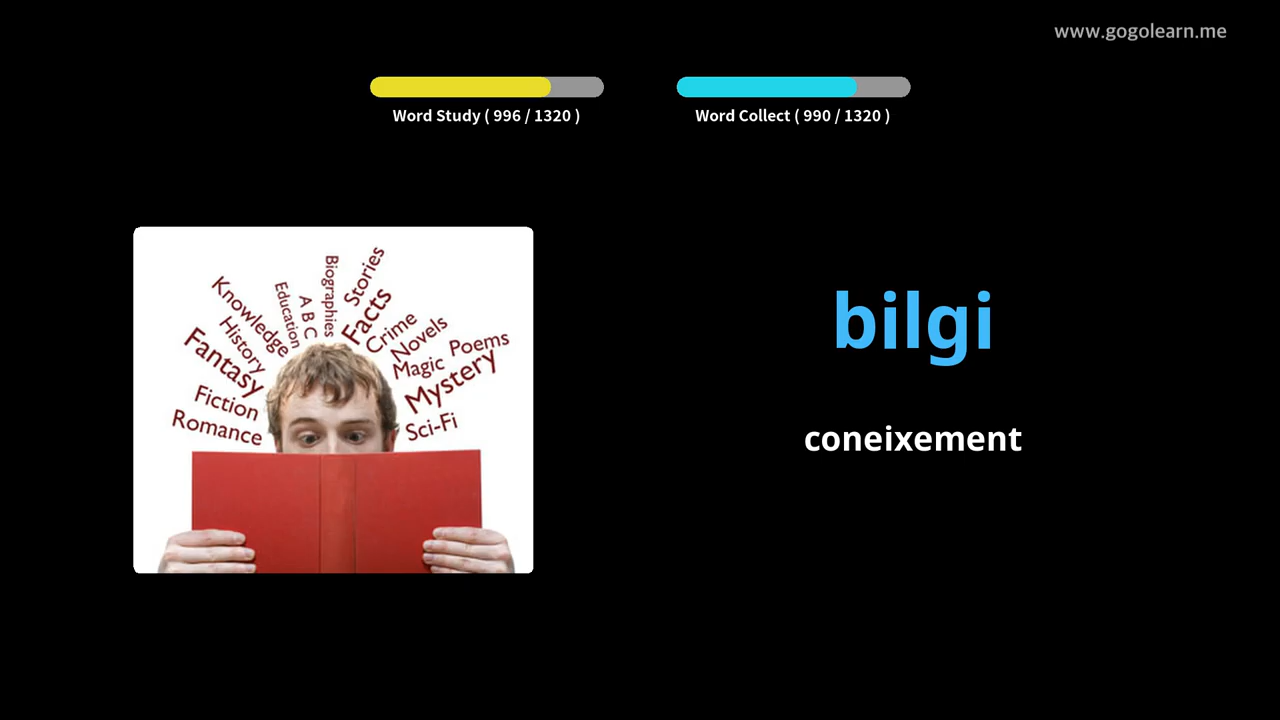 www.gogolearn.me
Word Study ( 996 / 1320 )
Word Collect ( 990 / 1320 )
Knowledge
Education
A B C
Biographies
Stories
Facts
History
Crime
Novels
Fantasy
Magic
Poems
Mystery
Fiction
Romance
Sci-Fi
bilgi
coneixement